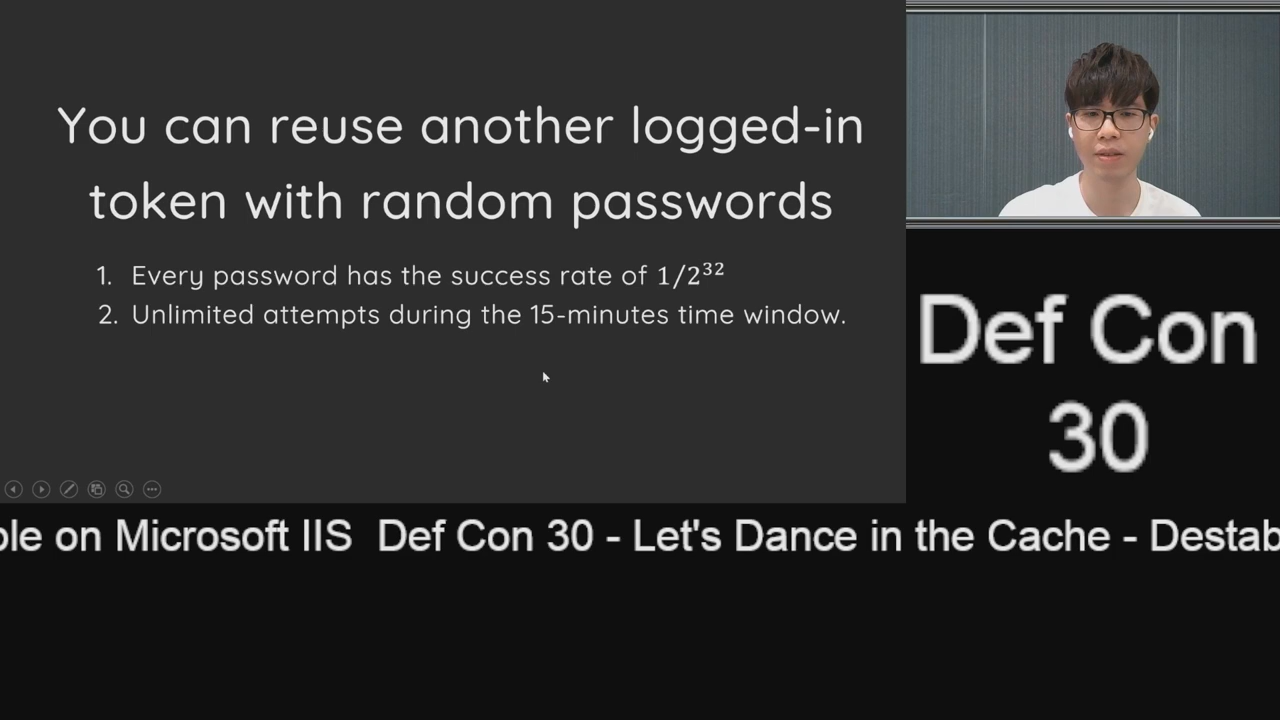 You can reuse another logged-in
token with random passwords
1. Every password has the success rate of 1/2³²
2. Unlimited attempts during the 15-minutes time window.
Def Con
30
ole on Microsoft IIS Def Con 30 - Let's Dance in the Cache - Destab